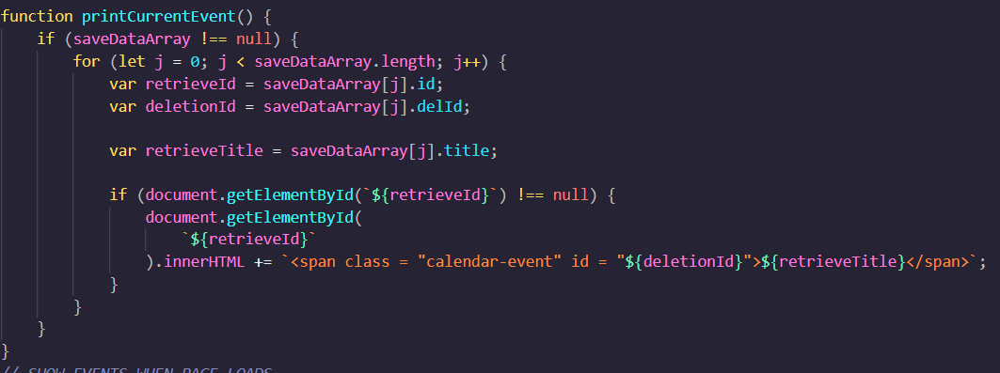 function printCurrentEvent() {
    if (saveDataArray !== null) {
        for (let j = 0; j < saveDataArray.length; j++) {
            var retrieveId = saveDataArray[j].id;
            var deletionId = saveDataArray[j].delId;

            var retrieveTitle = saveDataArray[j].title;

            if (document.getElementById(`${retrieveId}`) !== null) {
                document.getElementById(
                    `${retrieveId}`
                ).innerHTML += `<span class = "calendar-event" id = "${deletionId}">${retrieveTitle}</span>`;
            }
        }
    }
}
// SHOW EVENTS WHEN PAGE LOADS